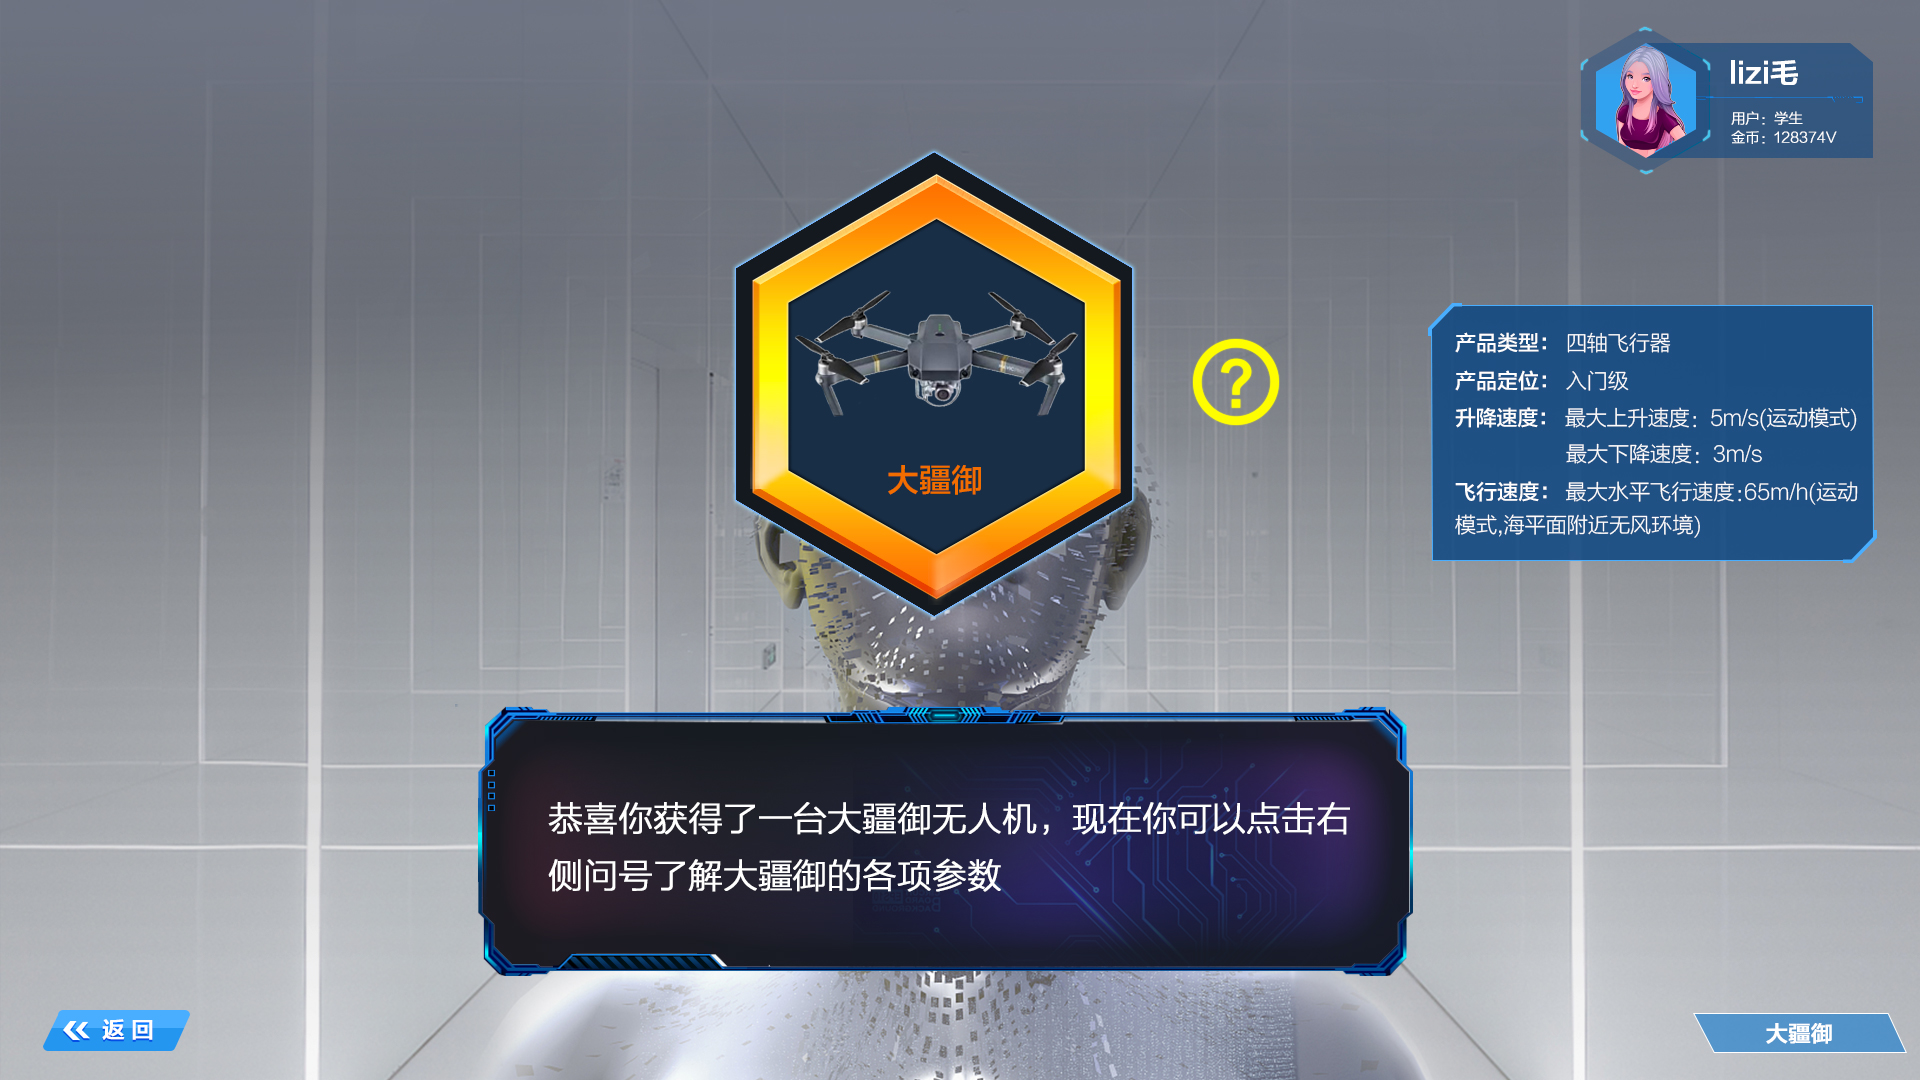 lizi毛
用户：学生
金币：128374V
大疆御
?
产品类型： 四轴飞行器
产品定位： 入门级
升降速度： 最大上升速度：5m/s(运动模式)
最大下降速度：3m/s
飞行速度： 最大水平飞行速度:65m/h(运动
模式,海平面附近无风环境)
恭喜你获得了一台大疆御无人机，现在你可以点击右
侧问号了解大疆御的各项参数
返回
大疆御